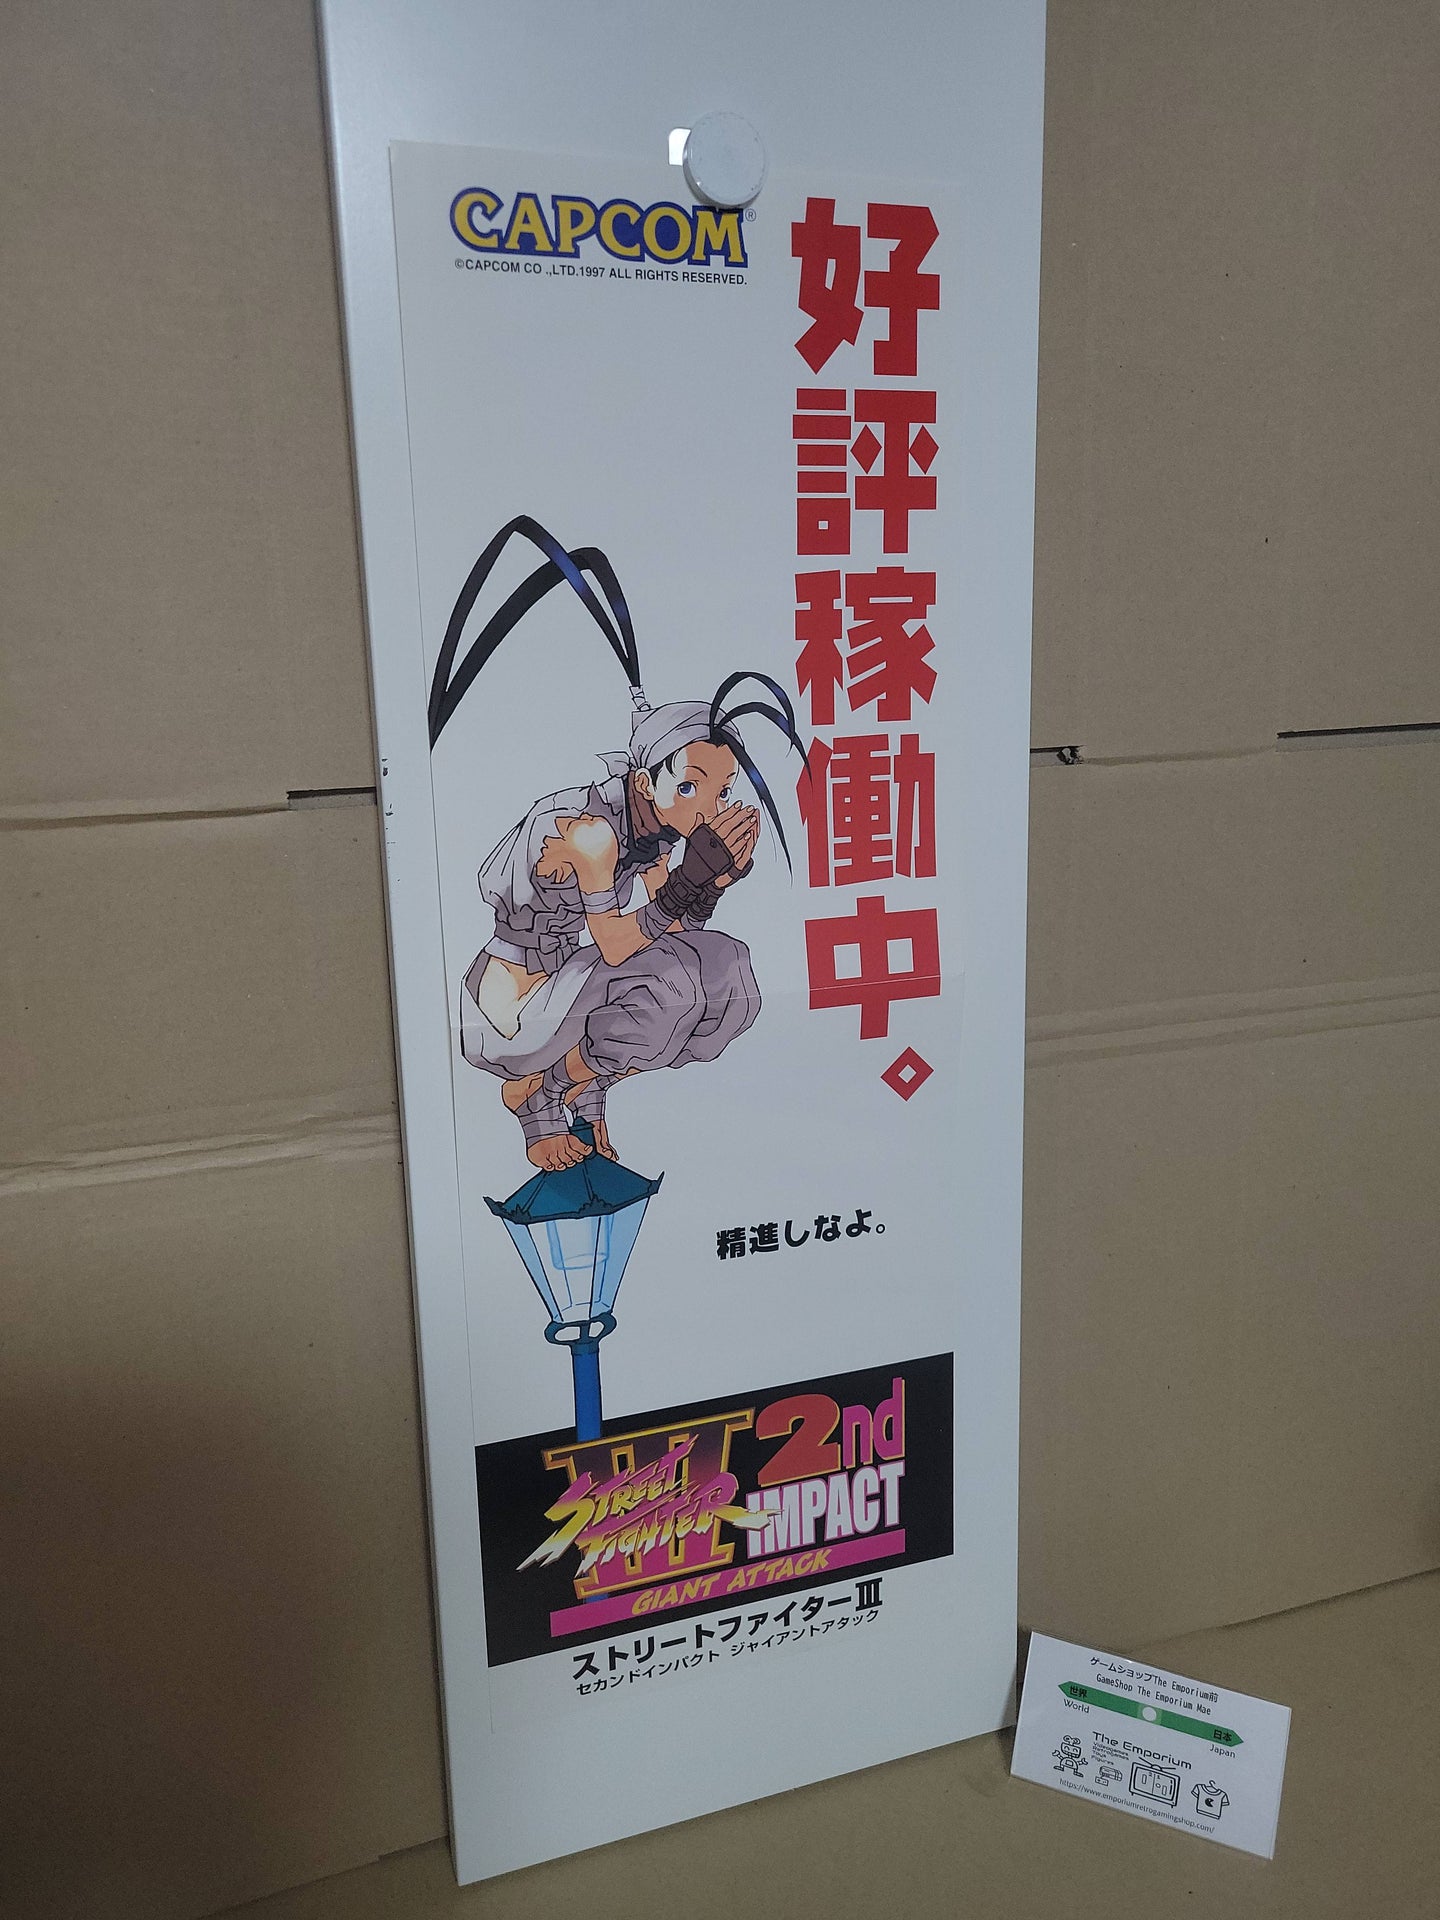 CAPCOM®
©CAPCOM CO .,LTD.1997 ALL RIGHTS RESERVED.
好評稼働中。
精進しなよ。
STREET FIGHTER III
2nd IMPACT
GIANT ATTACK
ストリートファイターIII
セカンドインパクト ジャイアントアタック
ゲームショップThe Emporium前
GameShop The Emporium Mae
世界
World
日本
Japan
The Emporium
Videogames
Retrogames
Toys
Figures
https://www.emporiumretrogamingshop.com/